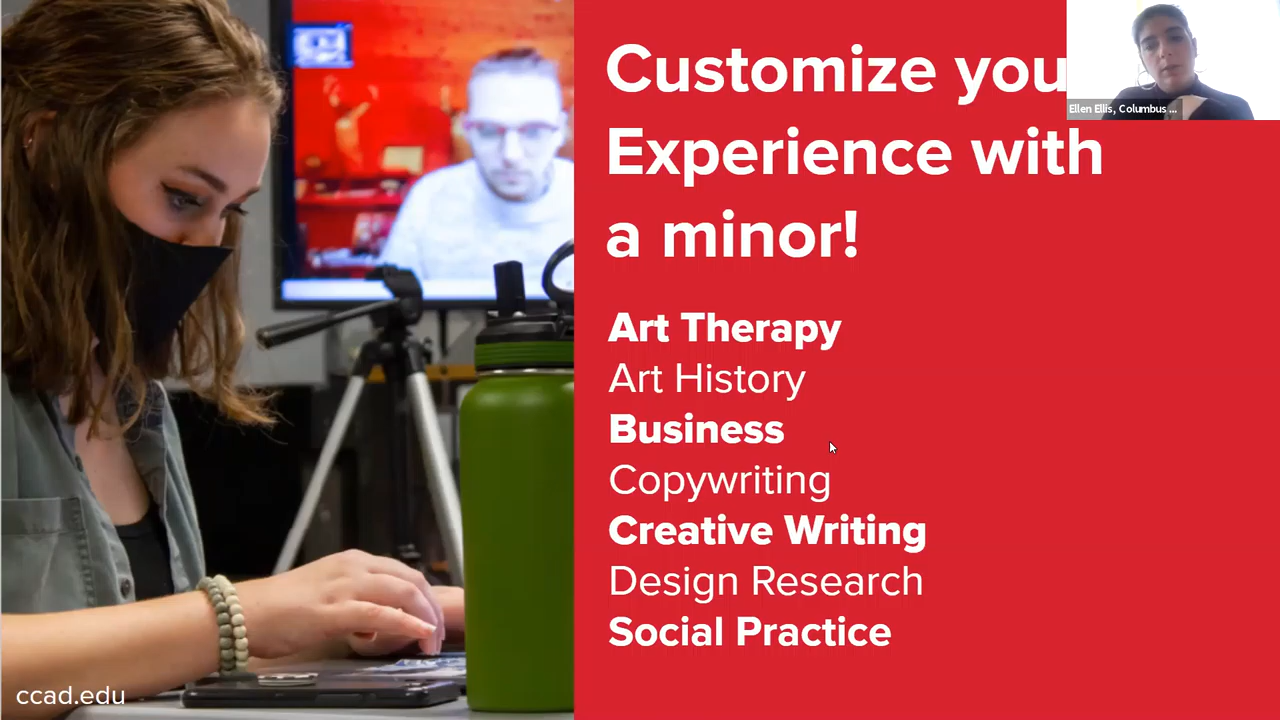 Customize you
Experience with
a minor!
Ellen Ellis, Columbus ...
Art Therapy
Art History
Business
Copywriting
Creative Writing
Design Research
Social Practice
ccad.edu